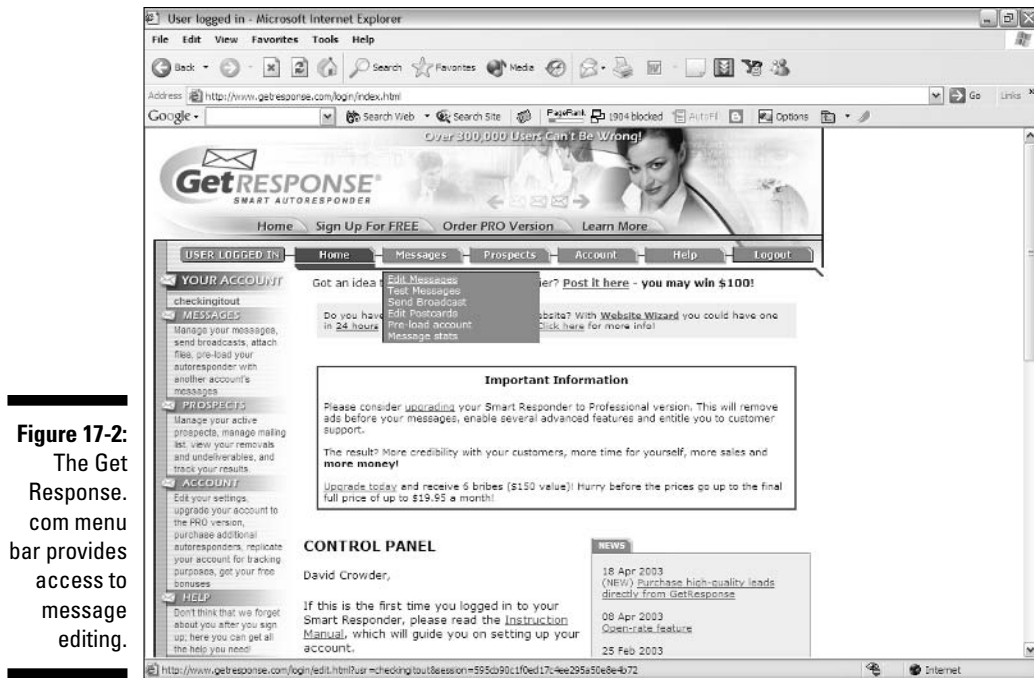 User logged in - Microsoft Internet Explorer
File Edit View Favorites Tools Help
Back Search Favorites Media
Address http://www.getresponse.com/login/index.html Go Links
Google Search Web Search Site PageRank 1904 blocked AutoFill Options
Over 300,000 Users Can't Be Wrong!
GetRESPONSE®
SMART AUTORESPONDER
Home Sign Up For FREE Order PRO Version Learn More
USER LOGGED IN Home Messages Prospects Account Help Logout
Edit Messages
Test Messages
Send Broadcast
Edit Postcards
Pre-load account
Message stats
YOUR ACCOUNT
checkingitout
MESSAGES
Manage your messages,
send broadcasts, attach
files, pre-load your
autoresponder with
another account's
messages
PROSPECTS
Manage your active
prospects, manage mailing
list, view your removals
and undeliverables, and
track your results.
ACCOUNT
Edit your settings,
upgrade your account to
the PRO version,
purchase additional
autoresponders, replicate
your account for tracking
purposes, get your free
bonuses
HELP
Don't think that we forget
about you after you sign
up; here you can get all
the help you need!
Got an idea ier? Post it here - you may win $100!
Do you have ebsite? With Website Wizard you could have one
in 24 hours Click here for more info!
Important Information
Please consider upgrading your Smart Responder to Professional version. This will remove
ads before your messages, enable several advanced features and entitle you to customer
support.
The result? More credibility with your customers, more time for yourself, more sales and
more money!
Upgrade today and receive 6 bribes ($150 value)! Hurry before the prices go up to the final
full price of up to $19.95 a month!
CONTROL PANEL
David Crowder,
If this is the first time you logged in to your
Smart Responder, please read the Instruction
Manual, which will guide you on setting up your
account.
NEWS
18 Apr 2003
(NEW) Purchase high-quality leads
directly from GetResponse
08 Apr 2003
Open-rate feature
25 Feb 2003
http://www.getresponse.com/login/edit.html?usr=checkingitout&session=595cb90c1f0ed17c4ee295a50e8e4b72 Internet
Figure 17-2:
The Get
Response.
com menu
bar provides
access to
message
editing.